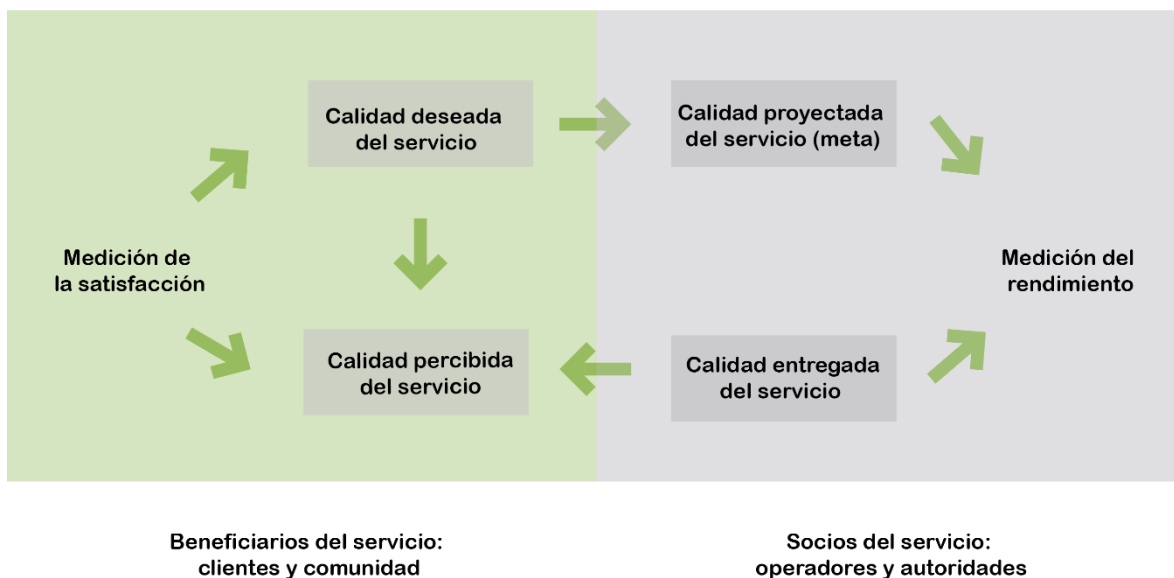 Calidad deseada
del servicio
Calidad proyectada
del servicio (meta)
Medición de
la satisfacción
Medición del
rendimiento
Calidad percibida
del servicio
Calidad entregada
del servicio
Beneficiarios del servicio:
clientes y comunidad
Socios del servicio:
operadores y autoridades